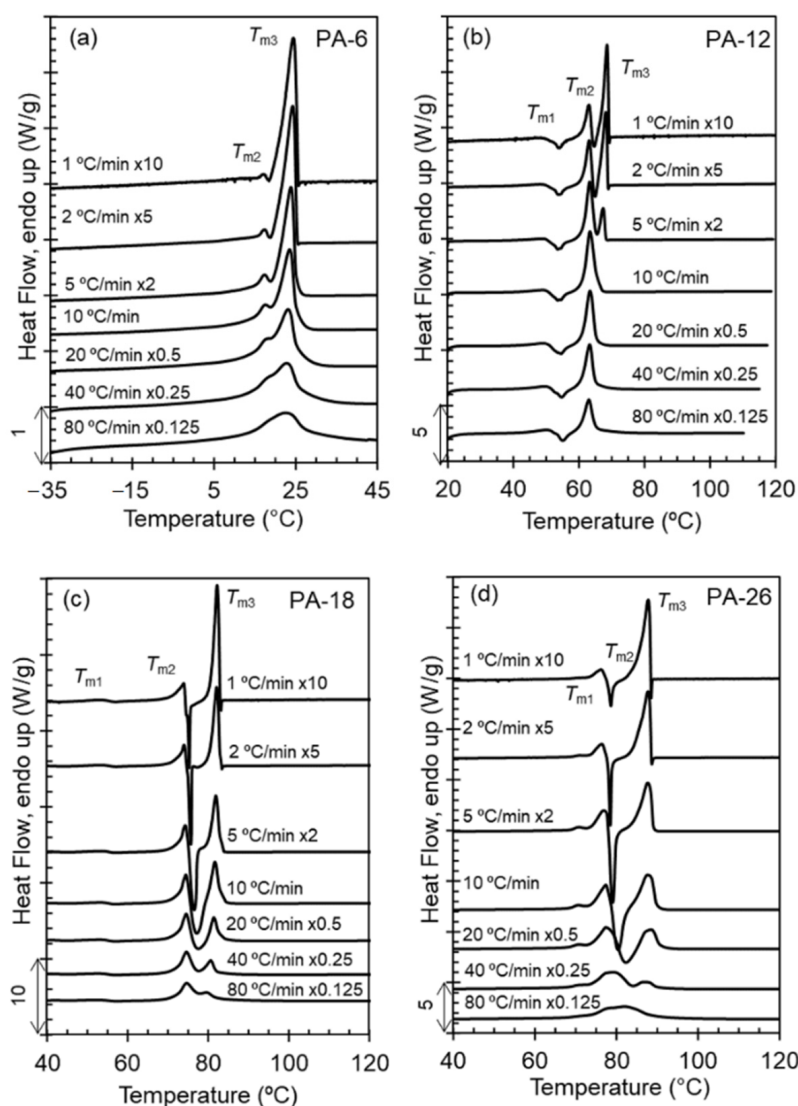 (a)
PA-6
Tm3
Tm2
1 ºC/min x10
2 ºC/min x5
5 ºC/min x2
10 ºC/min
20 ºC/min x0.5
40 ºC/min x0.25
80 ºC/min x0.125
Heat Flow, endo up (W/g)
1
−35 −15 5 25 45
Temperature (°C)
(b)
PA-12
Tm3
Tm2
Tm1
1 ºC/min x10
2 ºC/min x5
5 ºC/min x2
10 ºC/min
20 ºC/min x0.5
40 ºC/min x0.25
80 ºC/min x0.125
Heat Flow, endo up (W/g)
5
20 40 60 80 100 120
Temperature (ºC)
(c)
PA-18
Tm3
Tm2
Tm1
1 ºC/min x10
2 ºC/min x5
5 ºC/min x2
10 ºC/min
20 ºC/min x0.5
40 ºC/min x0.25
80 ºC/min x0.125
Heat Flow, endo up (W/g)
10
40 60 80 100 120
Temperature (ºC)
(d)
PA-26
Tm3
Tm2
1 ºC/min x10
Tm1
2 ºC/min x5
5 ºC/min x2
10 ºC/min
20 ºC/min x0.5
40 ºC/min x0.25
80 ºC/min x0.125
Heat Flow, endo up (W/g)
5
40 60 80 100 120
Temperature (°C)